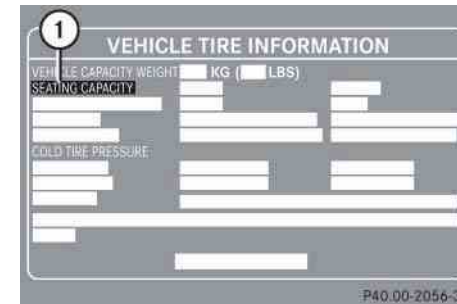 1
VEHICLE TIRE INFORMATION
VEHICLE CAPACITY WEIGHT KG ( LBS)
SEATING CAPACITY
COLD TIRE PRESSURE
P40.00-2056-3